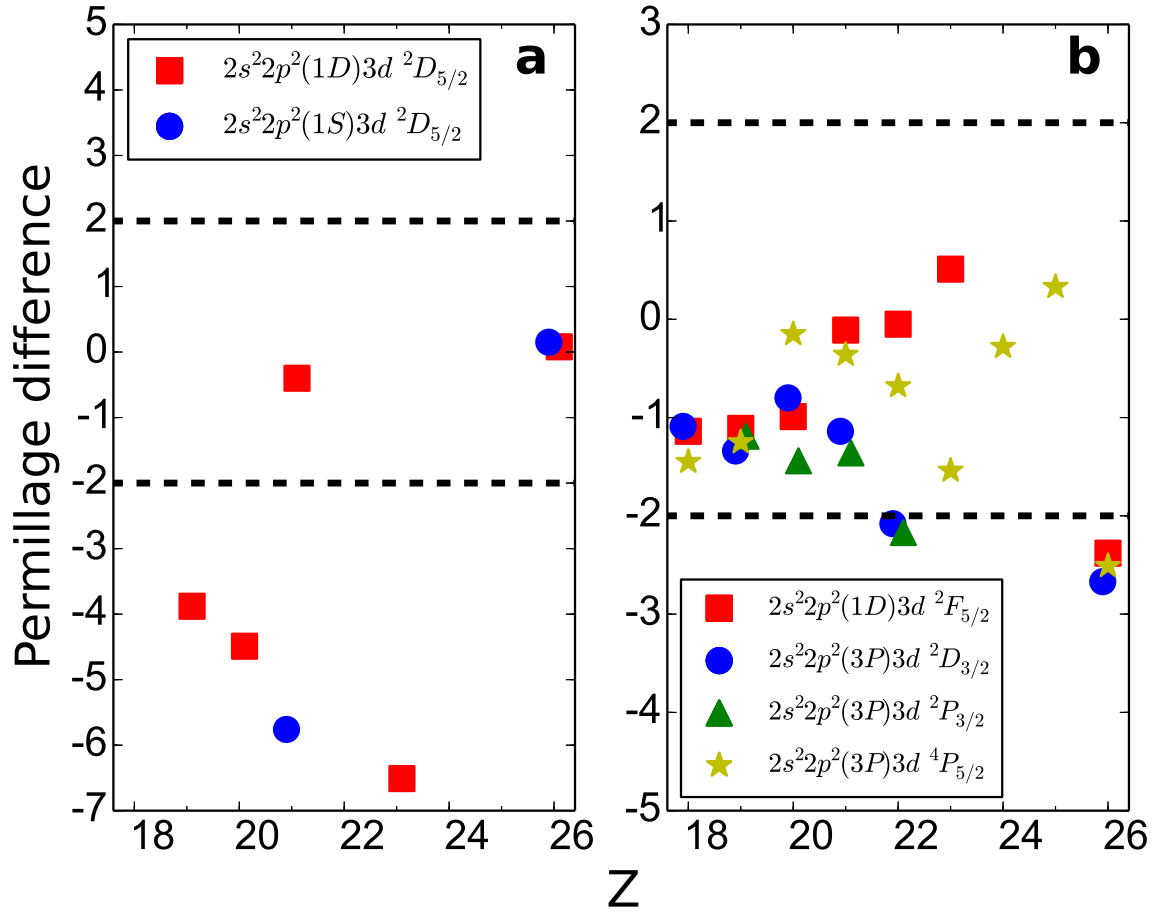 Permillage difference
5
4
3
2
1
0
-1
-2
-3
-4
-5
-6
-7
a
2s²2p²(1D)3d ²D₅/₂
2s²2p²(1S)3d ²D₅/₂
18 20 22 24 26
3
2
1
0
-1
-2
-3
-4
-5
b
2s²2p²(1D)3d ²F₅/₂
2s²2p²(3P)3d ²D₃/₂
2s²2p²(3P)3d ²P₃/₂
2s²2p²(3P)3d ⁴P₅/₂
18 20 22 24 26
Z